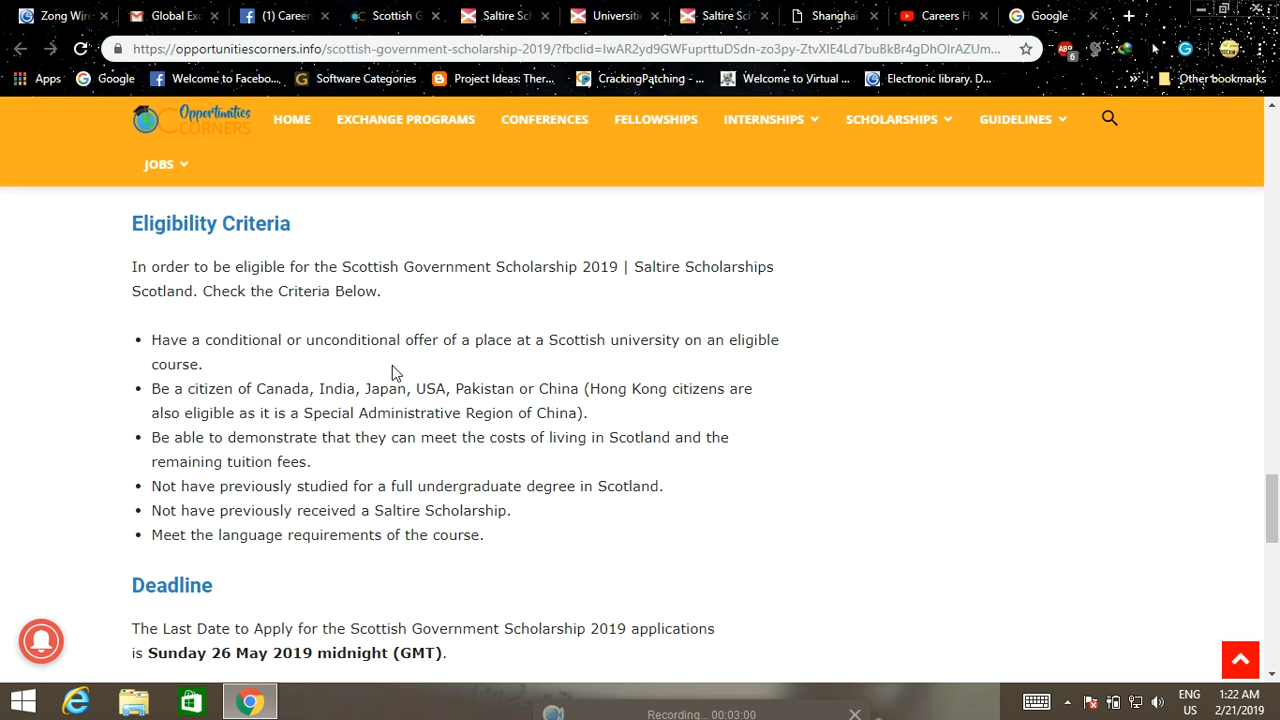 Zong Wire
Global Ex
(1) Career
Scottish G
Saltire Sc
Universitie
Saltire Sc
Shanghai
Careers H
Google
https://opportunitiescorners.info/scottish-government-scholarship-2019/?fbclid=
ABP
6
Apps
Google
Welcome to Facebo...
Software Categories
Project Ideas: Ther...
CrackingPatching - ...
Welcome to Virtual ...
Electronic library. D...
»
Other bookmarks
Opportunities
CORNERS
HOME
EXCHANGE PROGRAMS
CONFERENCES
FELLOWSHIPS
INTERNSHIPS
SCHOLARSHIPS
GUIDELINES
JOBS
Eligibility Criteria
In order to be eligible for the Scottish Government Scholarship 2019 | Saltire Scholarships
Scotland. Check the Criteria Below.
• Have a conditional or unconditional offer of a place at a Scottish university on an eligible
course.
• Be a citizen of Canada, India, Japan, USA, Pakistan or China (Hong Kong citizens are
also eligible as it is a Special Administrative Region of China).
• Be able to demonstrate that they can meet the costs of living in Scotland and the
remaining tuition fees.
• Not have previously studied for a full undergraduate degree in Scotland.
• Not have previously received a Saltire Scholarship.
• Meet the language requirements of the course.
Deadline
The Last Date to Apply for the Scottish Government Scholarship 2019 applications
is Sunday 26 May 2019 midnight (GMT).
Recording... 00:03:00
ENG
US
1:22 AM
2/21/2019